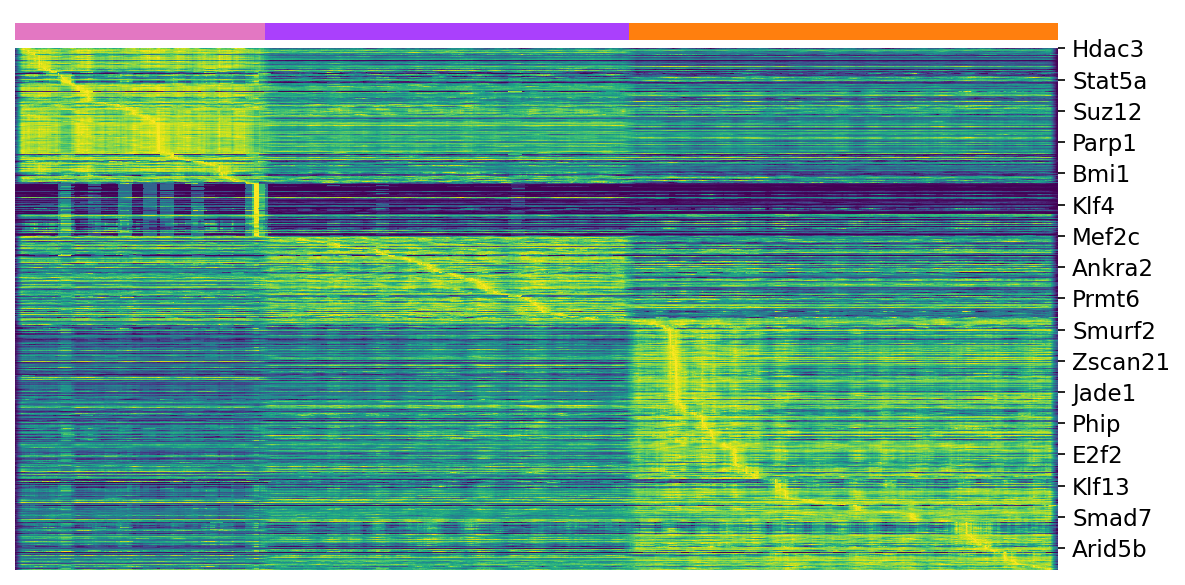 Hdac3
Stat5a
Suz12
Parp1
Bmi1
Klf4
Mef2c
Ankra2
Prmt6
Smurf2
Zscan21
Jade1
Phip
E2f2
Klf13
Smad7
Arid5b